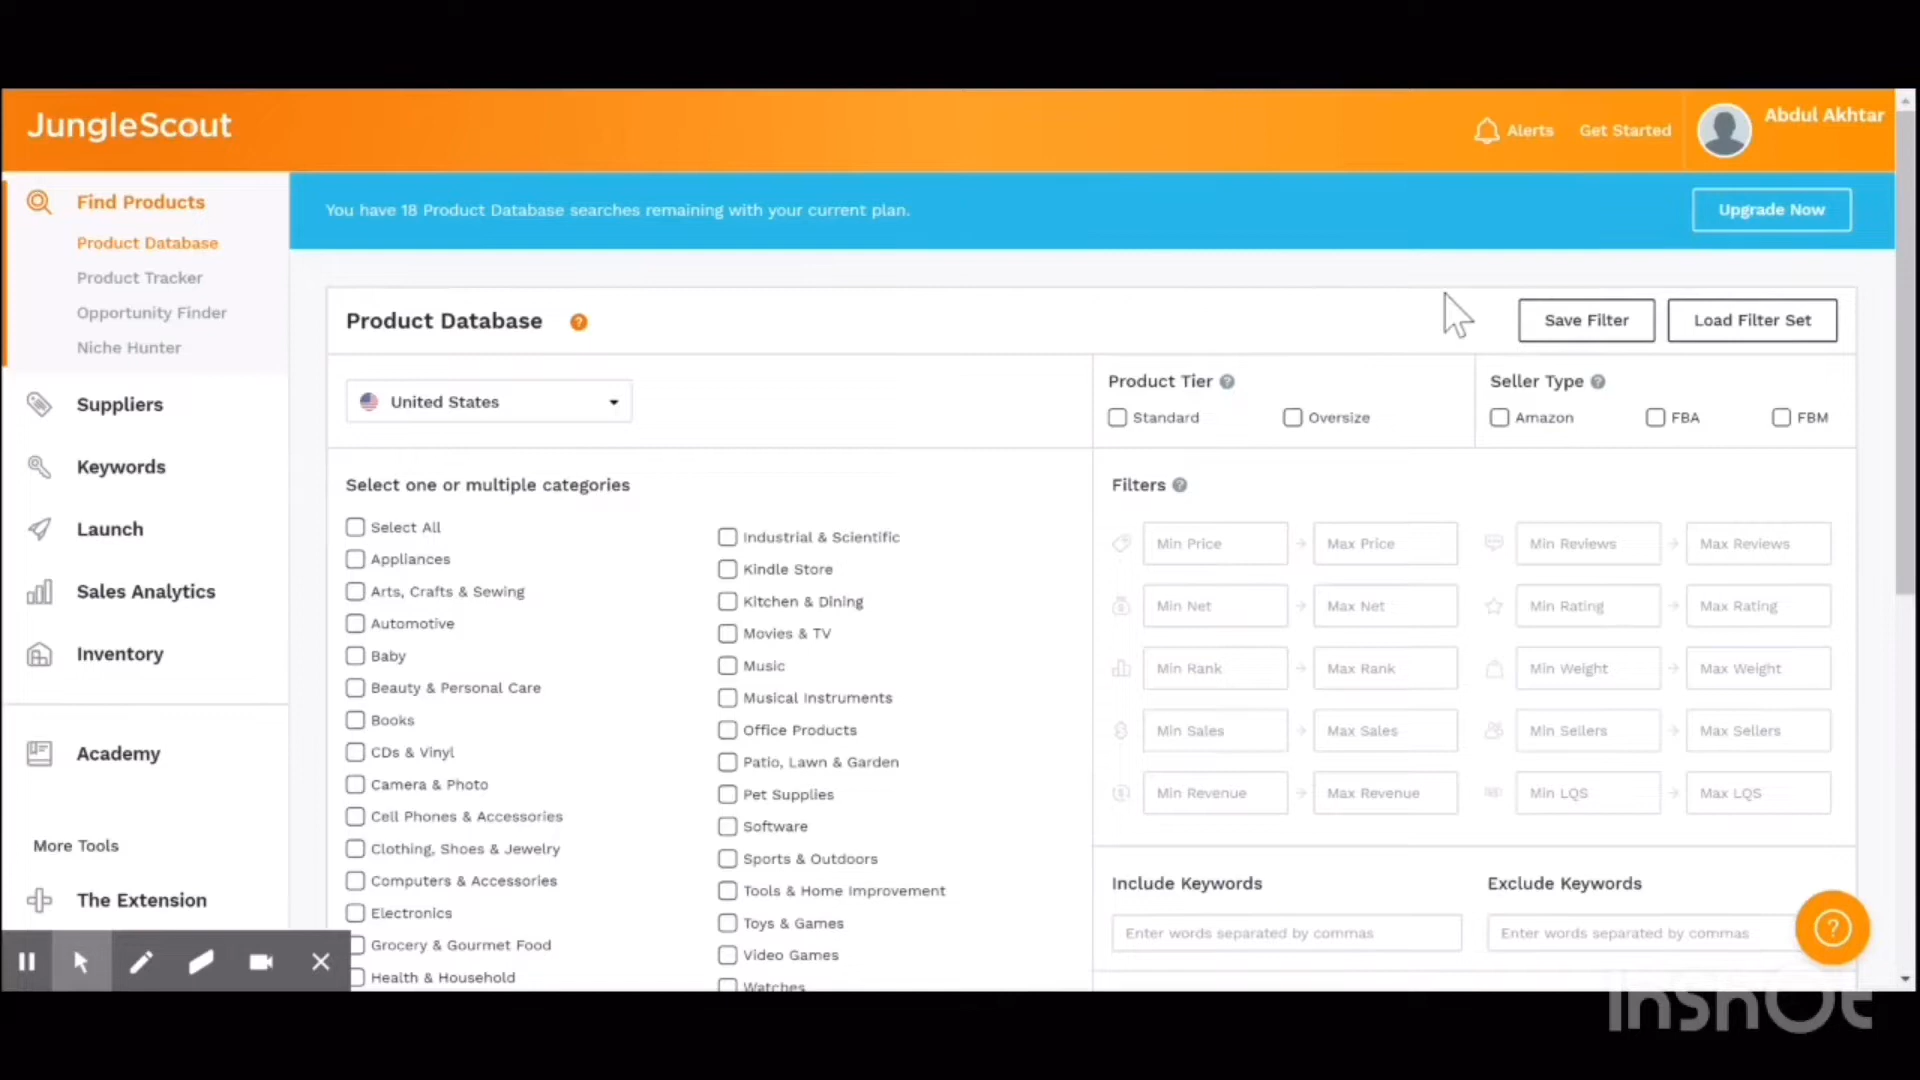 JungleScout
Alerts
Get Started
Abdul Akhtar
Find Products
Product Database
Product Tracker
Opportunity Finder
Niche Hunter
Suppliers
Keywords
Launch
Sales Analytics
Inventory
Academy
More Tools
The Extension
You have 18 Product Database searches remaining with your current plan.
Upgrade Now
Product Database
Save Filter
Load Filter Set
United States
Product Tier
Standard
Oversize
Seller Type
Amazon
FBA
FBM
Select one or multiple categories
Select All
Appliances
Arts, Crafts & Sewing
Automotive
Baby
Beauty & Personal Care
Books
CDs & Vinyl
Camera & Photo
Cell Phones & Accessories
Clothing, Shoes & Jewelry
Computers & Accessories
Electronics
Grocery & Gourmet Food
Health & Household
Industrial & Scientific
Kindle Store
Kitchen & Dining
Movies & TV
Music
Musical Instruments
Office Products
Patio, Lawn & Garden
Pet Supplies
Software
Sports & Outdoors
Tools & Home Improvement
Toys & Games
Video Games
Watches
Filters
Min Price
Max Price
Min Reviews
Max Reviews
Min Net
Max Net
Min Rating
Max Rating
Min Rank
Max Rank
Min Weight
Max Weight
Min Sales
Max Sales
Min Sellers
Max Sellers
Min Revenue
Max Revenue
Min LQS
Max LQS
Include Keywords
Enter words separated by commas
Exclude Keywords
Enter words separated by commas
InShOt